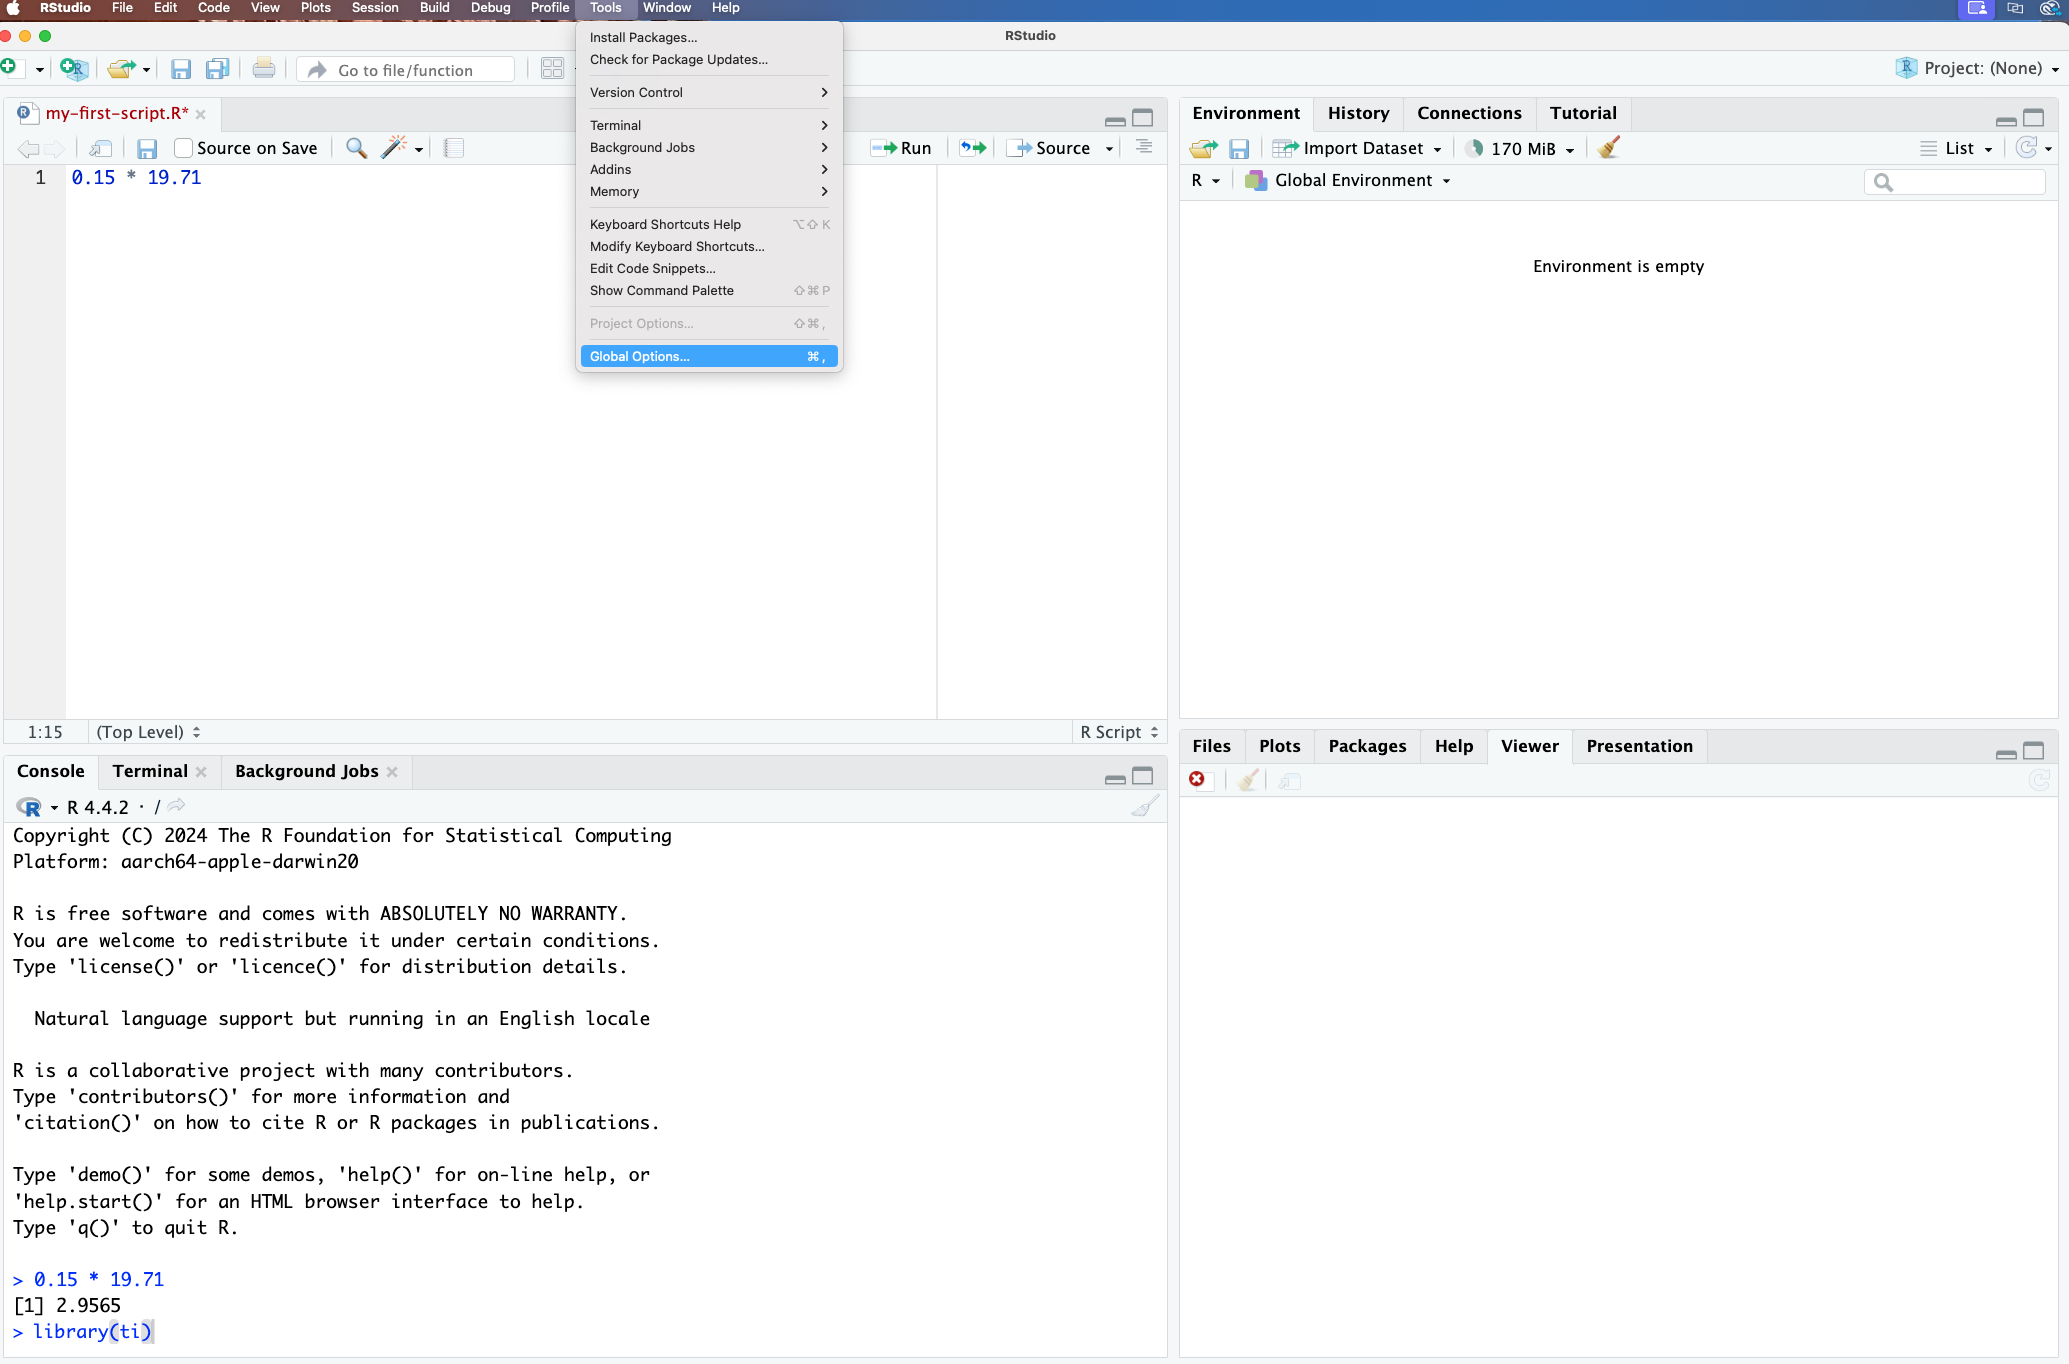 RStudio File Edit Code View Plots Session Build Debug Profile Tools Window Help
RStudio
Go to file/function
Project: (None)
Install Packages...
Check for Package Updates...
Version Control
Terminal
Background Jobs
Addins
Memory
Keyboard Shortcuts Help ⌥⇧ K
Modify Keyboard Shortcuts...
Edit Code Snippets...
Show Command Palette ⇧⌘ P
Project Options... ⇧⌘ ,
Global Options... ⌘ ,
my-first-script.R*
Source on Save
Run
Source
1 0.15 * 19.71
1:15 (Top Level)
R Script
Console Terminal Background Jobs
R 4.4.2 · /
Copyright (C) 2024 The R Foundation for Statistical Computing
Platform: aarch64-apple-darwin20
R is free software and comes with ABSOLUTELY NO WARRANTY.
You are welcome to redistribute it under certain conditions.
Type 'license()' or 'licence()' for distribution details.
Natural language support but running in an English locale
R is a collaborative project with many contributors.
Type 'contributors()' for more information and
'citation()' on how to cite R or R packages in publications.
Type 'demo()' for some demos, 'help()' for on-line help, or
'help.start()' for an HTML browser interface to help.
Type 'q()' to quit R.
> 0.15 * 19.71
[1] 2.9565
> library(ti)
Environment History Connections Tutorial
Import Dataset 170 MiB List
R Global Environment
Environment is empty
Files Plots Packages Help Viewer Presentation